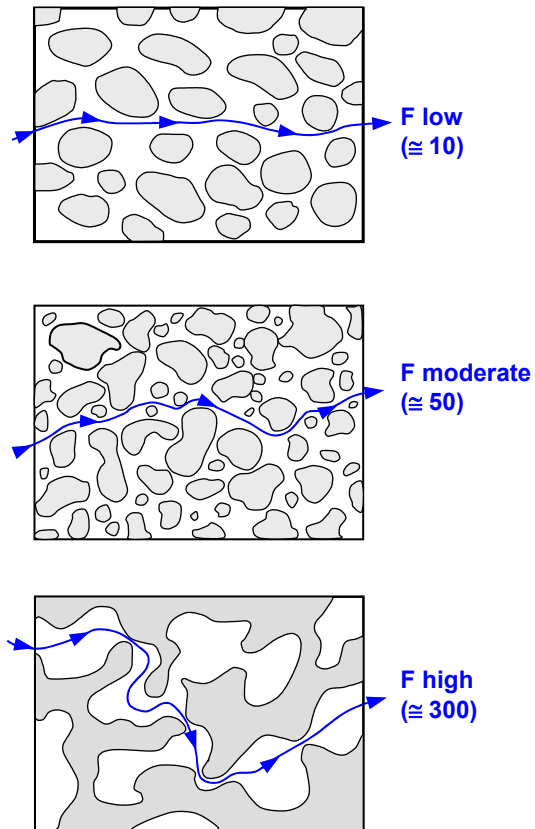 F low
(≅ 10)
F moderate
(≅ 50)
F high
(≅ 300)